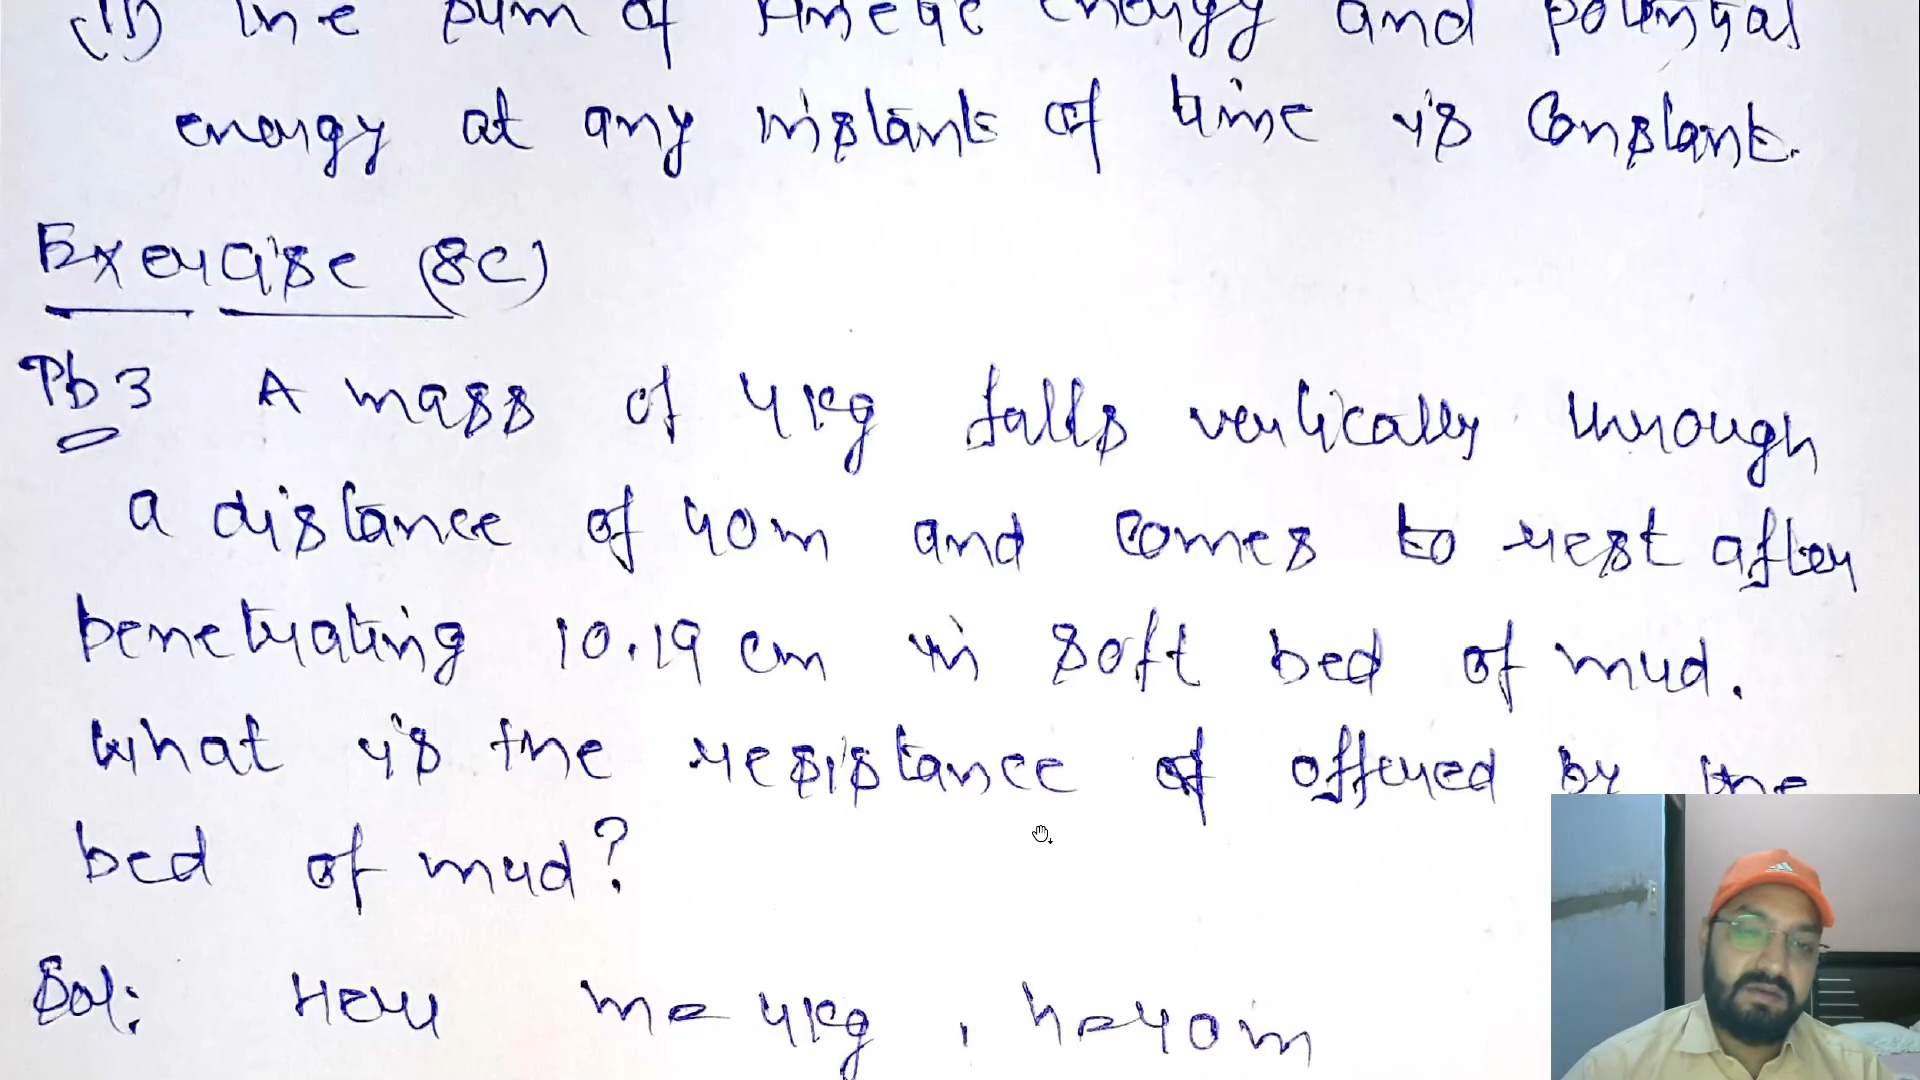 (ii) The sum of kinetic energy and potential
energy at any instant of time is Constant.
Exercise (8C)
Pb 3 A mass of 4kg falls vertically through
a distance of 40m and comes to rest after
penetrating 10.19 cm in soft bed of mud.
What is the resistance of offered by the
bed of mud?
Sol: Here m = 4kg, h = 40m